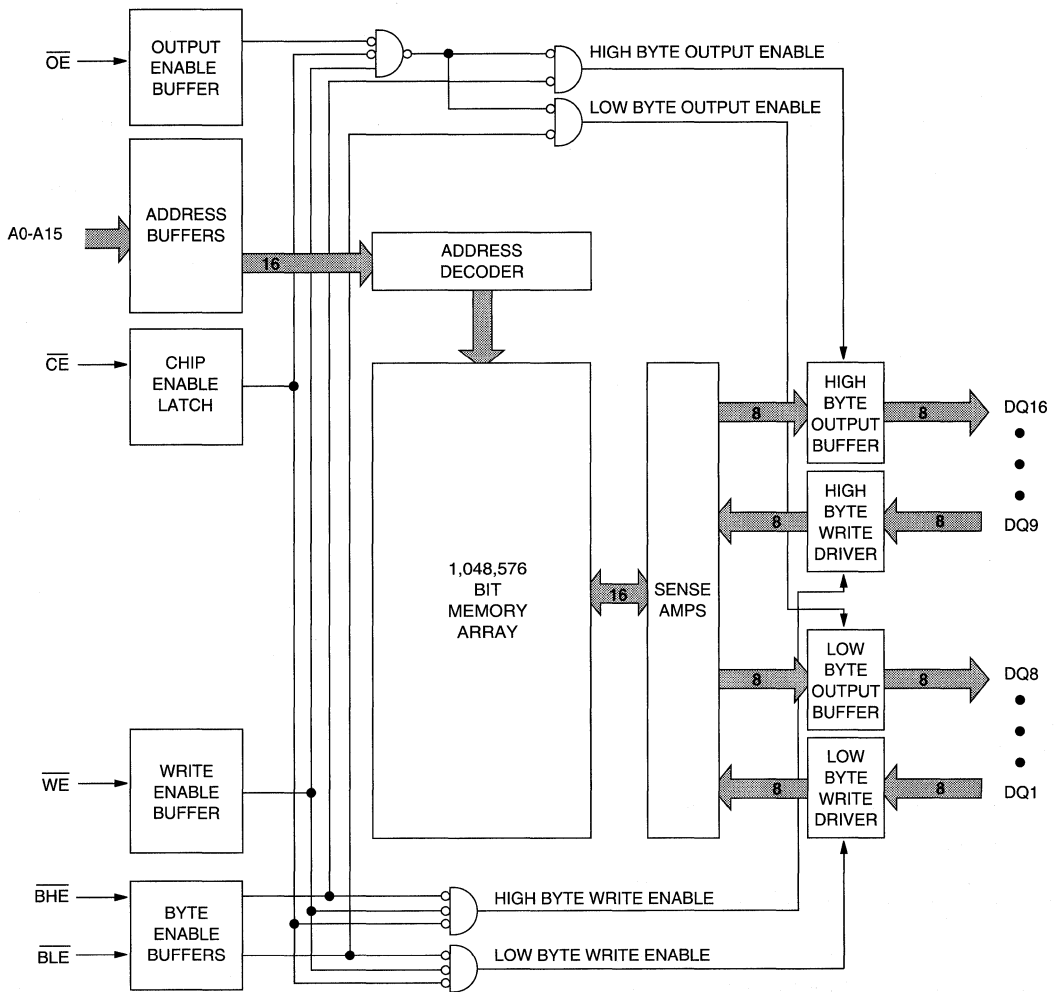 OE
OUTPUT
ENABLE
BUFFER
HIGH BYTE OUTPUT ENABLE
LOW BYTE OUTPUT ENABLE
A0-A15
ADDRESS
BUFFERS
16
ADDRESS
DECODER
CE
CHIP
ENABLE
LATCH
1,048,576
BIT
MEMORY
ARRAY
16
SENSE
AMPS
8
HIGH
BYTE
OUTPUT
BUFFER
8
DQ16
8
HIGH
BYTE
WRITE
DRIVER
8
DQ9
8
LOW
BYTE
OUTPUT
BUFFER
8
DQ8
8
LOW
BYTE
WRITE
DRIVER
8
DQ1
WE
WRITE
ENABLE
BUFFER
BHE
BLE
BYTE
ENABLE
BUFFERS
HIGH BYTE WRITE ENABLE
LOW BYTE WRITE ENABLE